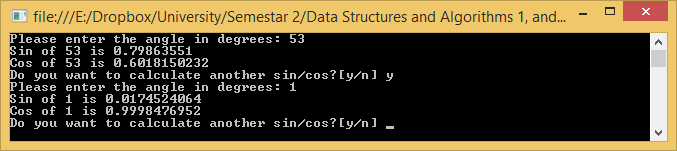 file:///E:/Dropbox/University/Semestar 2/Data Structures and Algorithms 1, and...
Please enter the angle in degrees: 53
Sin of 53 is 0.79863551
Cos of 53 is 0.6018150232
Do you want to calculate another sin/cos?[y/n] y
Please enter the angle in degrees: 1
Sin of 1 is 0.0174524064
Cos of 1 is 0.9998476952
Do you want to calculate another sin/cos?[y/n] _